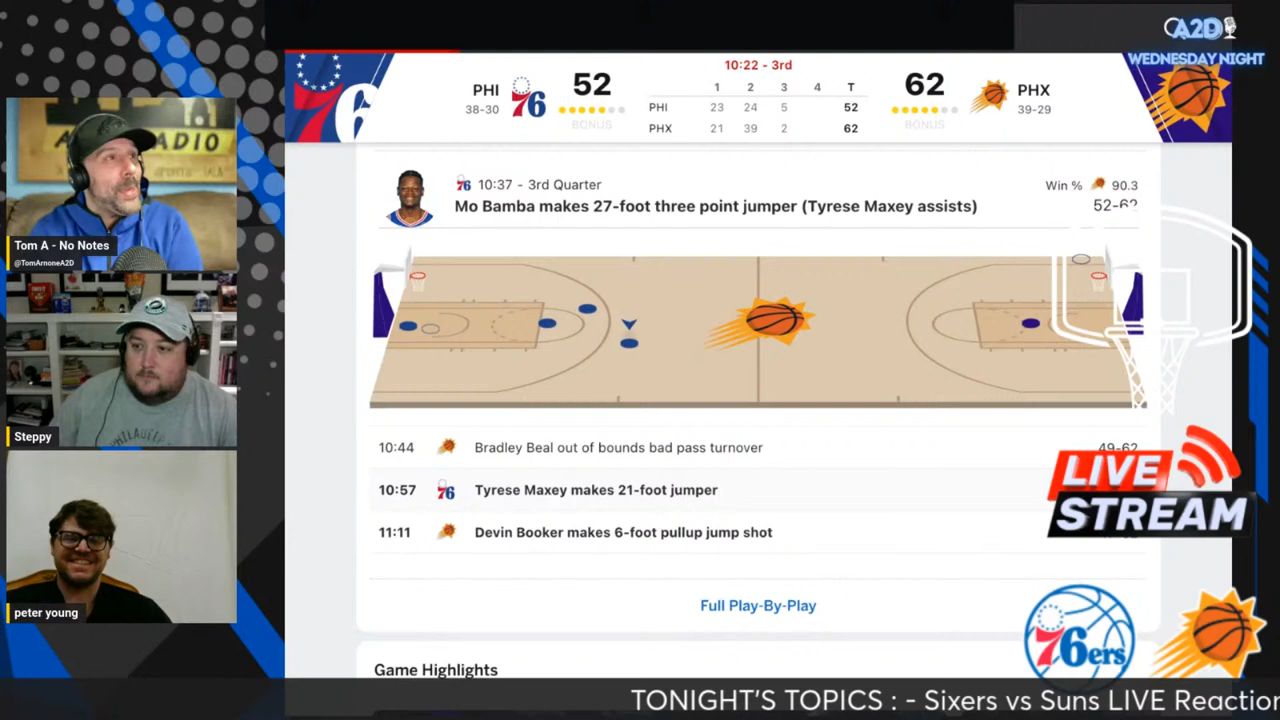 A2D
WEDNESDAY NIGHT
10:22 - 3rd
PHI
38-30
76
52
BONUS
1 2 3 4 T
PHI 23 24 5 52
PHX 21 39 2 62
62
BONUS
PHX
39-29
76
ADIO
Tom A - No Notes
@TomArnoneA2D
Steppy
peter young
76 10:37 - 3rd Quarter
Mo Bamba makes 27-foot three point jumper (Tyrese Maxey assists)
Win % 90.3
52-62
10:44 Bradley Beal out of bounds bad pass turnover 49-62
10:57 76 Tyrese Maxey makes 21-foot jumper
11:11 Devin Booker makes 6-foot pullup jump shot
Full Play-By-Play
Game Highlights
LIVE
STREAM
76ers
TONIGHT'S TOPICS : - Sixers vs Suns LIVE Reaction